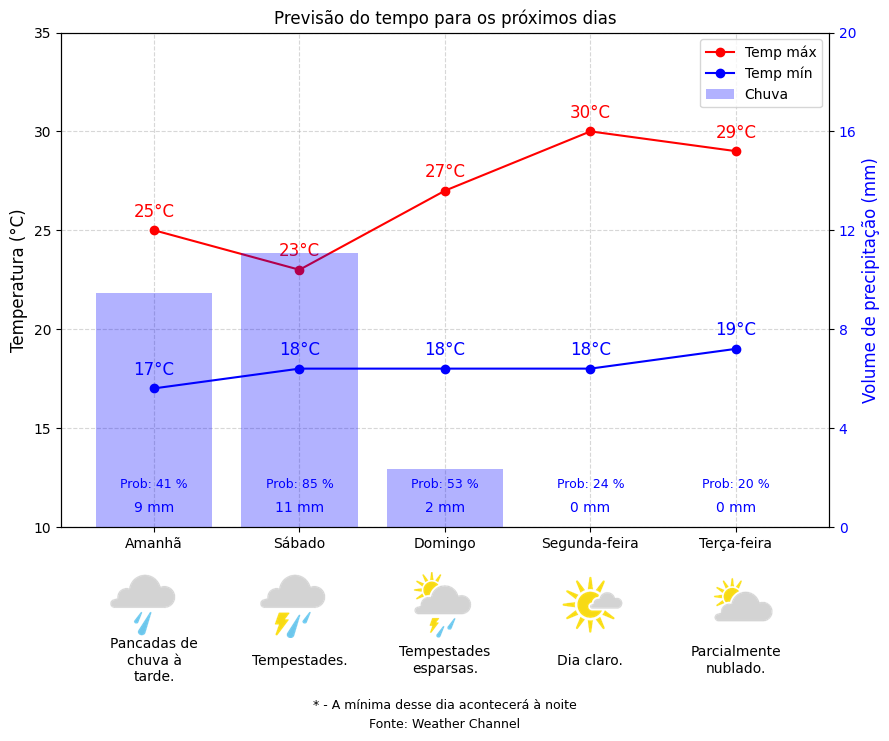 Previsão do tempo para os próximos dias
35
30
25
20
15
10
Temperatura (°C)
20
16
12
8
4
0
Volume de precipitação (mm)
Temp máx
Temp mín
Chuva
25°C
23°C
27°C
30°C
29°C
17°C
18°C
18°C
18°C
19°C
Prob: 41 %
9 mm
Prob: 85 %
11 mm
Prob: 53 %
2 mm
Prob: 24 %
0 mm
Prob: 20 %
0 mm
Amanhã
Sábado
Domingo
Segunda-feira
Terça-feira
Pancadas de
chuva à
tarde.
Tempestades.
Tempestades
esparsas.
Dia claro.
Parcialmente
nublado.
* - A mínima desse dia acontecerá à noite
Fonte: Weather Channel